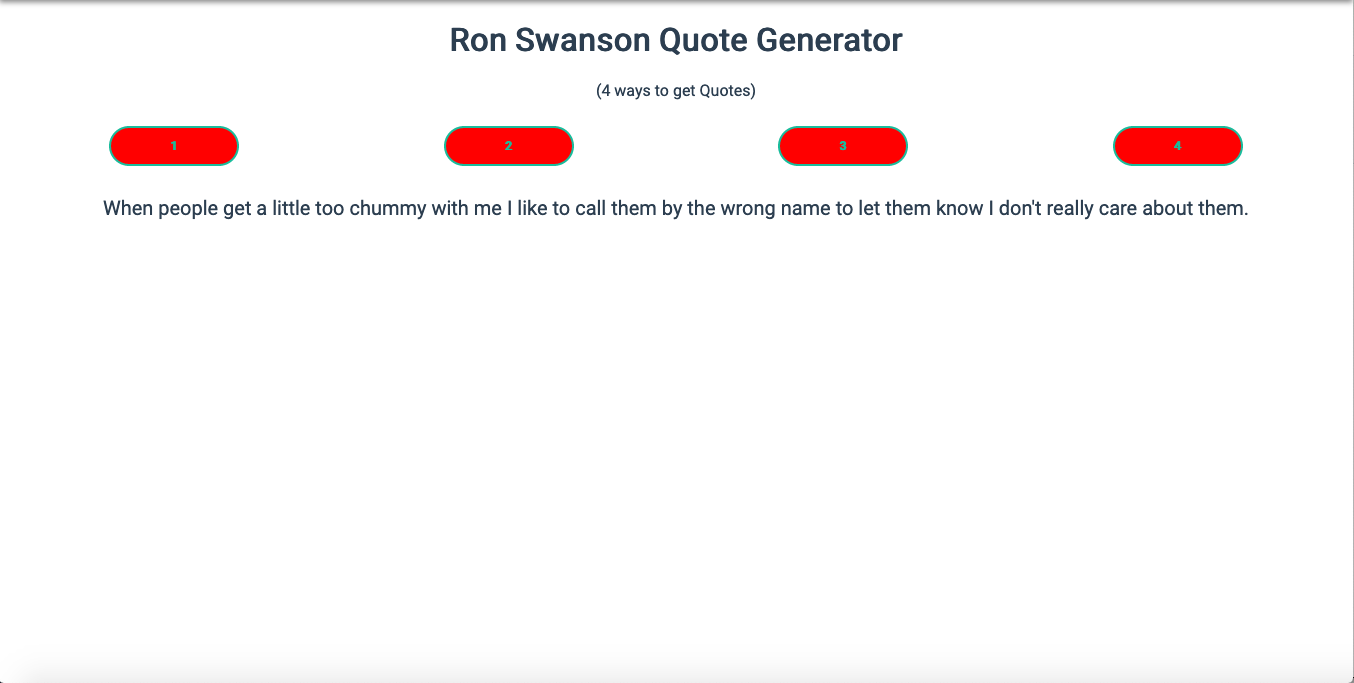 Ron Swanson Quote Generator
(4 ways to get Quotes)
1 2 3 4
When people get a little too chummy with me I like to call them by the wrong name to let them know I don't really care about them.